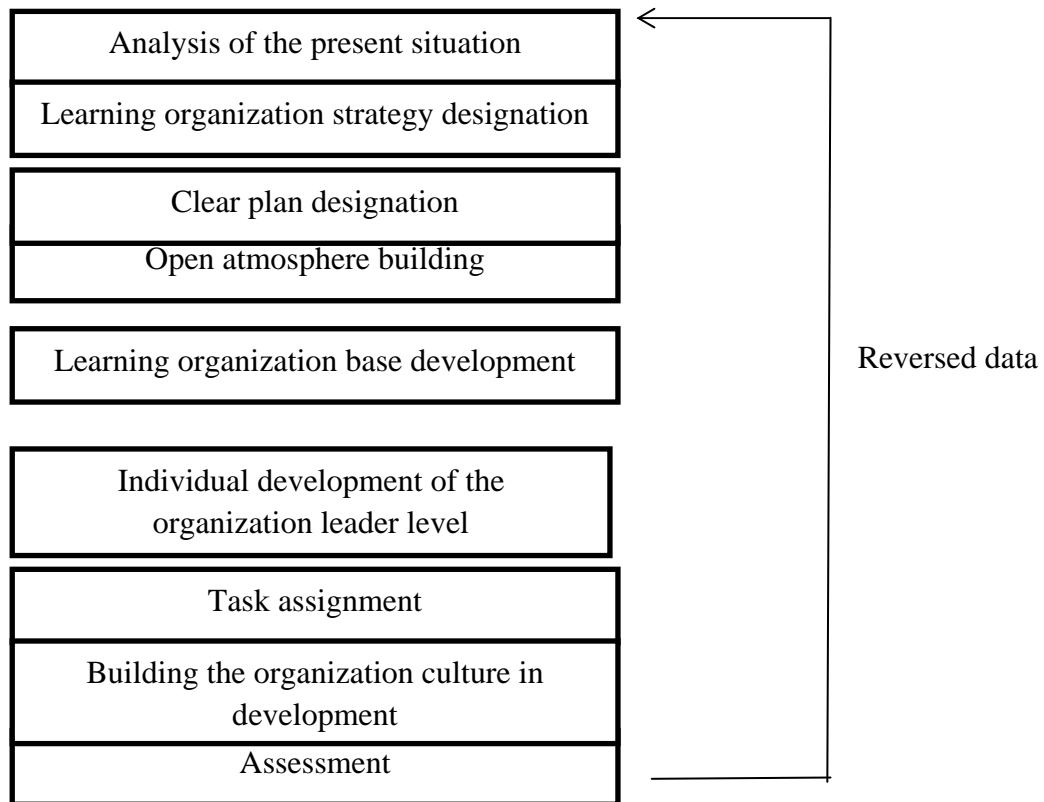 Analysis of the present situation
Learning organization strategy designation
Clear plan designation
Open atmosphere building
Learning organization base development
Reversed data
Individual development of the
organization leader level
Task assignment
Building the organization culture in
development
Assessment